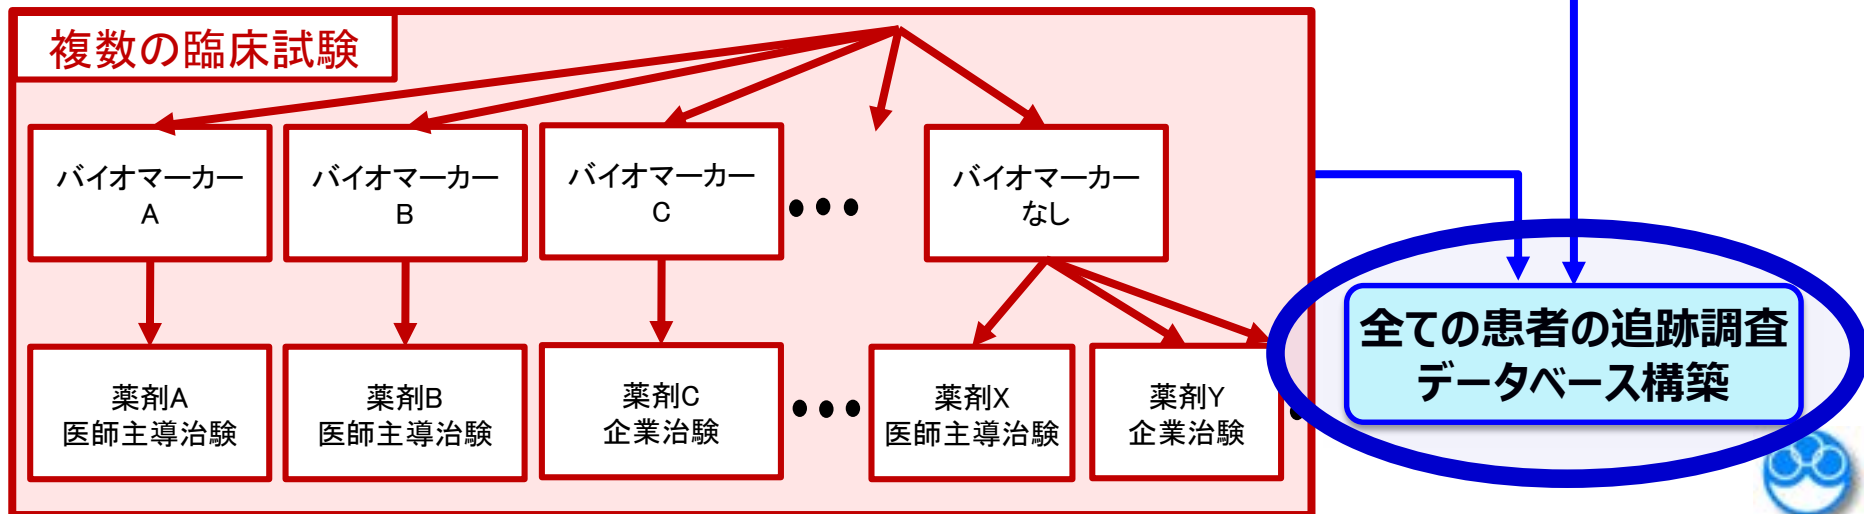 複数の臨床試験
バイオマーカー
A
バイオマーカー
B
バイオマーカー
C
バイオマーカー
なし
薬剤A
医師主導治験
薬剤B
医師主導治験
薬剤C
企業治験
薬剤X
医師主導治験
薬剤Y
企業治験
全ての患者の追跡調査
データベース構築